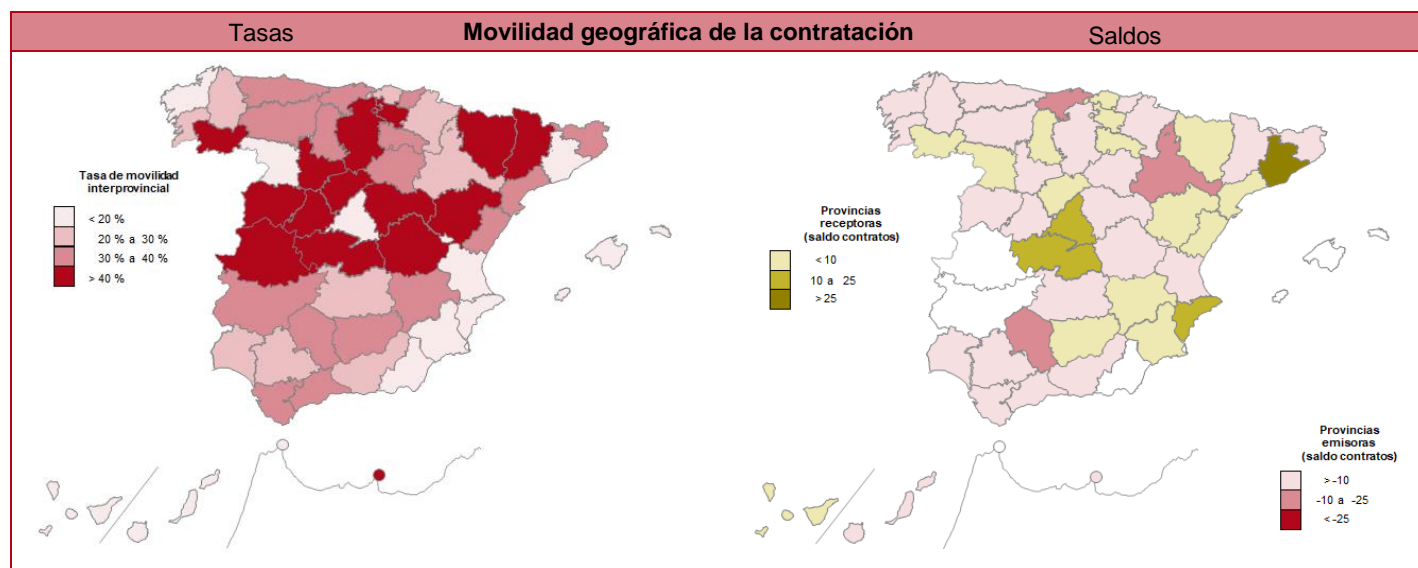 Tasas
Movilidad geográfica de la contratación
Saldos
Tasa de movilidad
interprovincial
< 20 %
20 % a 30 %
30 % a 40 %
> 40 %
Provincias
receptoras
(saldo contratos)
<10
10 a 25
>25
Provincias
emisoras
(saldo contratos)
>-10
-10 a -25
<-25